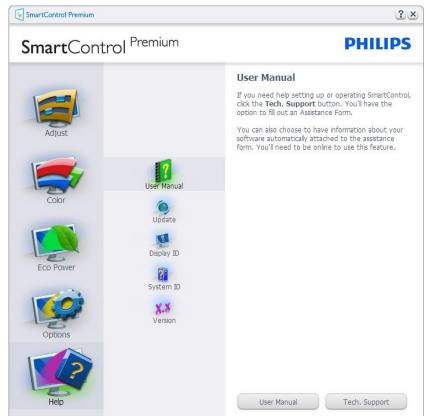 SmartControl Premium
SmartControl Premium
PHILIPS
Adjust
Color
Eco Power
Options
Help
User Manual
Update
Display ID
System ID
X.X
Version
User Manual
If you need help setting up or operating SmartControl,
click the Tech. Support button. You'll have the
option to fill out an Assistance Form.
You can also choose to have information about your
software automatically attached to the assistance
form. You'll need to be online to use this feature.
User Manual
Tech. Support